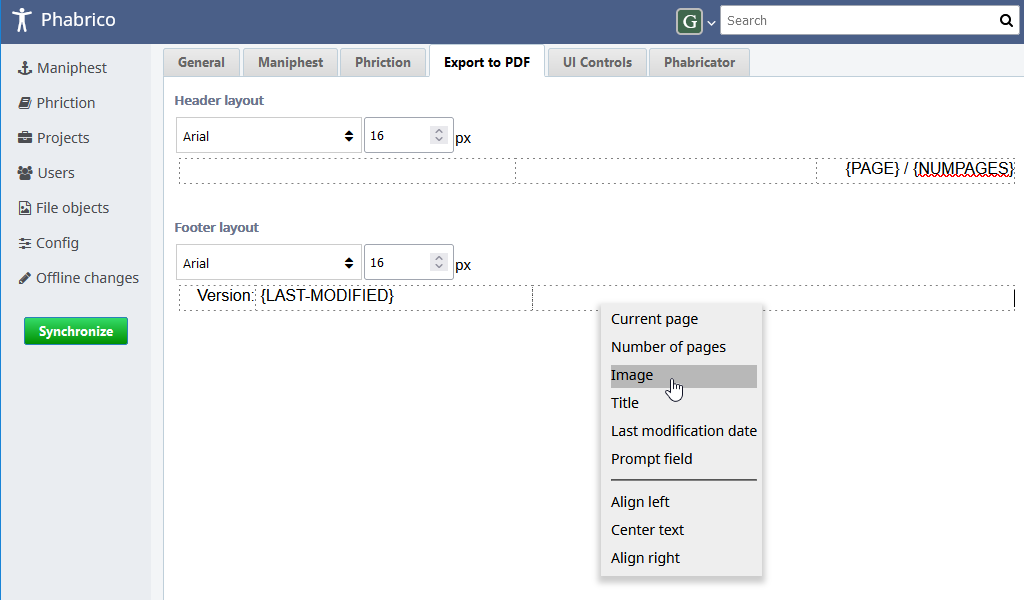 Phabrico
G
Search
Maniphest
Phriction
Projects
Users
File objects
Config
Offline changes
Synchronize
General
Maniphest
Phriction
Export to PDF
UI Controls
Phabricator
Header layout
Arial
16
px
{PAGE} / {NUMPAGES}
Footer layout
Arial
16
px
Version: {LAST-MODIFIED}
Current page
Number of pages
Image
Title
Last modification date
Prompt field
Align left
Center text
Align right